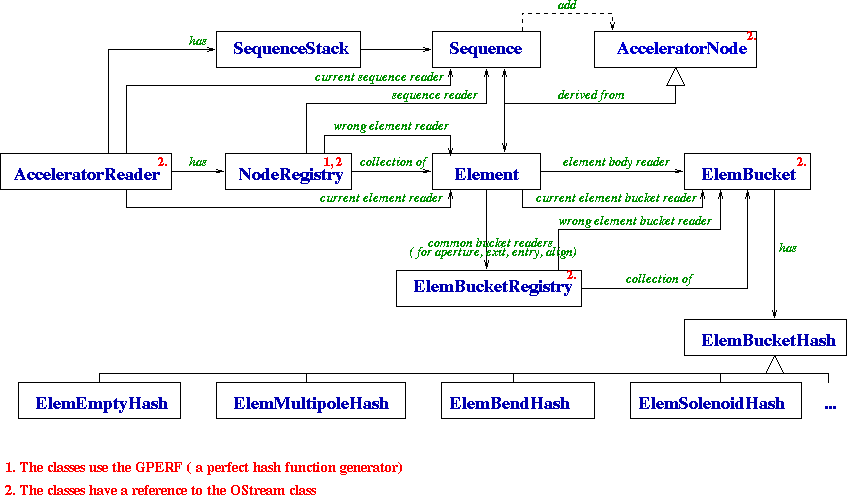 add
has
SequenceStack
Sequence
AcceleratorNode
2.
current sequence reader
sequence reader
derived from
wrong element reader
AcceleratorReader
2.
has
NodeRegistry
1,2
collection of
Element
element body reader
ElemBucket
2.
current element reader
current element bucket reader
wrong element bucket reader
common bucket readers
( for aperture, exit, entry, align)
has
ElemBucketRegistry
2.
collection of
ElemBucketHash
ElemEmptyHash
ElemMultipoleHash
ElemBendHash
ElemSolenoidHash
...
1. The classes use the GPERF ( a perfect hash function generator)
2. The classes have a reference to the OStream class